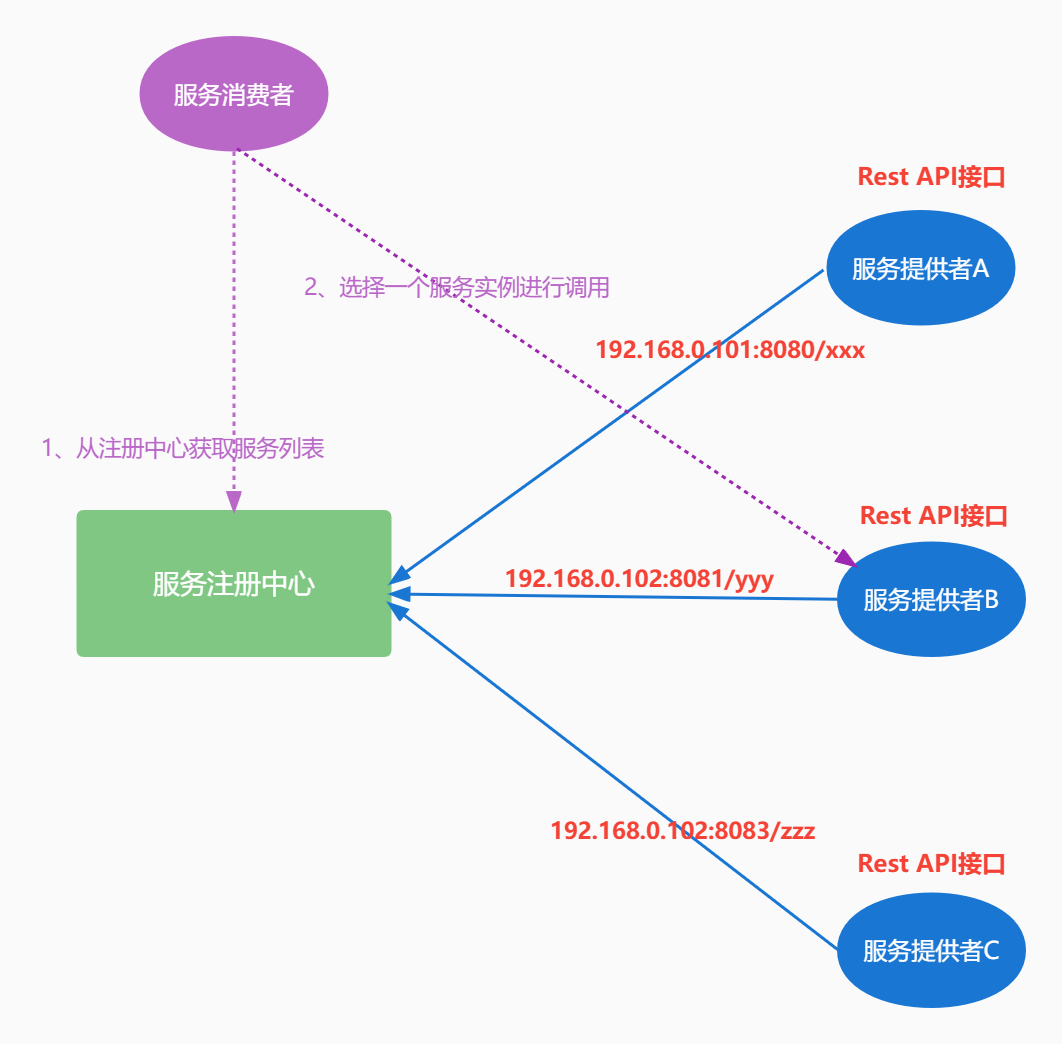 服务消费者
Rest API接口
服务提供者A
2、选择一个服务实例进行调用
192.168.0.101:8080/xxx
1、从注册中心获取服务列表
Rest API接口
服务注册中心
192.168.0.102:8081/yyy
服务提供者B
192.168.0.102:8083/zzz
Rest API接口
服务提供者C